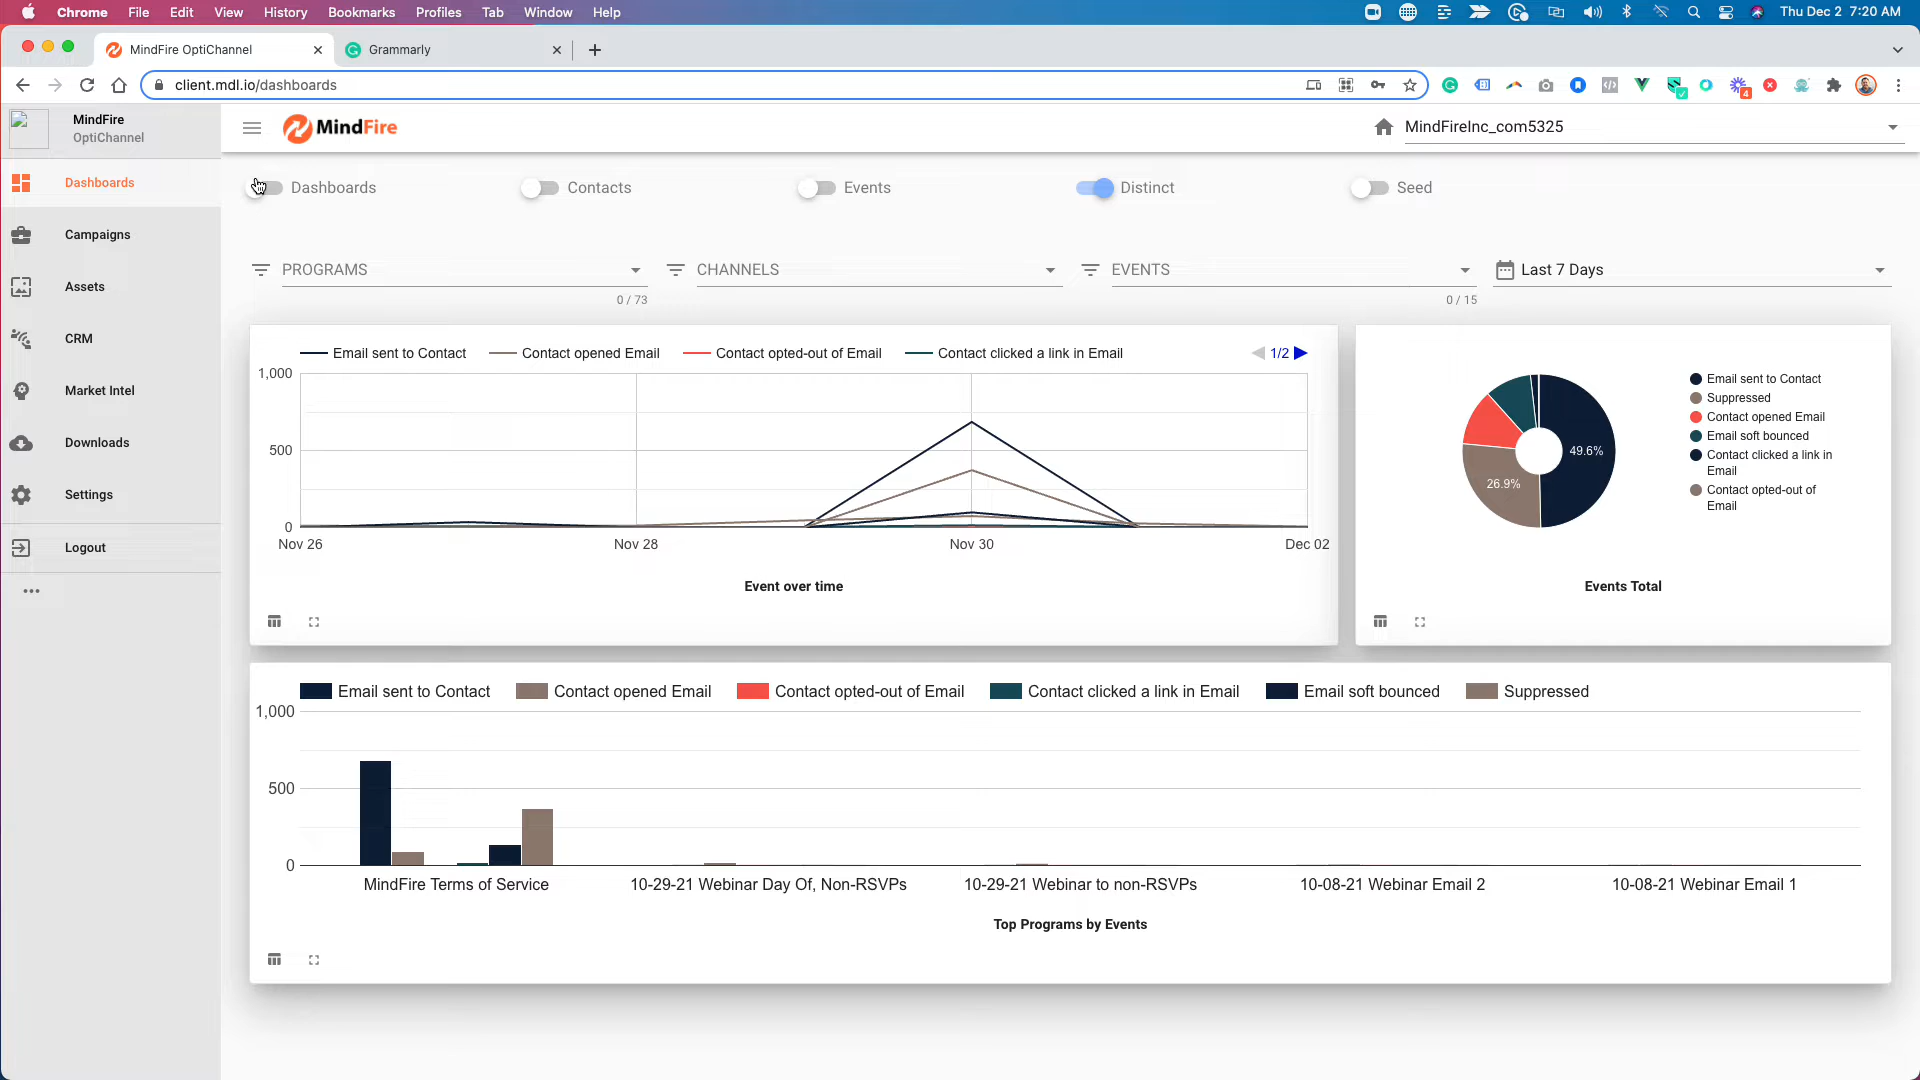 Chrome File Edit View History Bookmarks Profiles Tab Window Help Thu Dec 2 7:20 AM
MindFire OptiChannel Grammarly
client.mdl.io/dashboards
4
MindFire
OptiChannel
MindFire
MindFireInc_com5325
Dashboards
Campaigns
Assets
CRM
Market Intel
Downloads
Settings
Logout
Dashboards Contacts Events Distinct Seed
PROGRAMS CHANNELS EVENTS Last 7 Days
0 / 73 0 / 15
Email sent to Contact Contact opened Email Contact opted-out of Email Contact clicked a link in Email 1/2
1,000
500
0
Nov 26 Nov 28 Nov 30 Dec 02
Event over time
49.6%
26.9%
Email sent to Contact
Suppressed
Contact opened Email
Email soft bounced
Contact clicked a link in
Email
Contact opted-out of
Email
Events Total
Email sent to Contact Contact opened Email Contact opted-out of Email Contact clicked a link in Email Email soft bounced Suppressed
1,000
500
0
MindFire Terms of Service 10-29-21 Webinar Day Of, Non-RSVPs 10-29-21 Webinar to non-RSVPs 10-08-21 Webinar Email 2 10-08-21 Webinar Email 1
Top Programs by Events